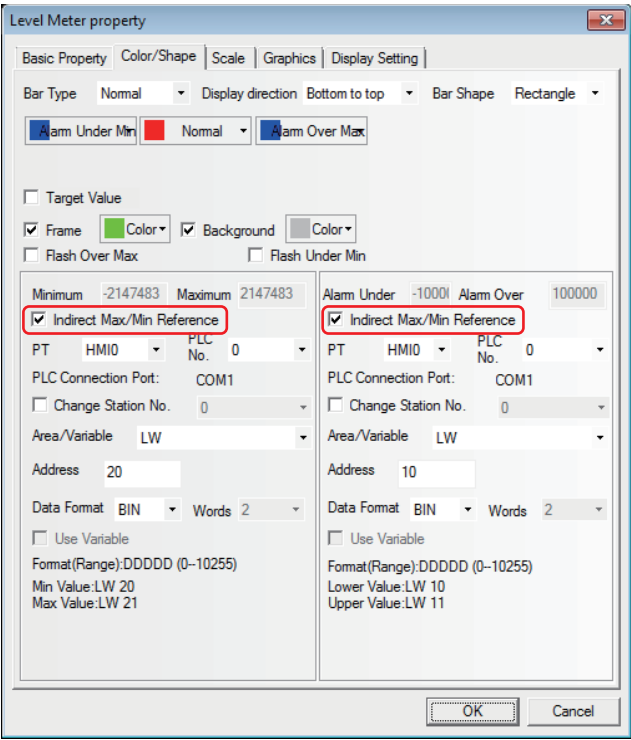 Level Meter property
Basic Property Color/Shape Scale Graphics Display Setting
Bar Type Normal Display direction Bottom to top Bar Shape Rectangle
Alarm Under Min Normal Alarm Over Max
Target Value
Frame Color Background Color
Flash Over Max Flash Under Min
Minimum -2147483 Maximum 2147483
Indirect Max/Min Reference
PT HMI0 PLC No. 0
PLC Connection Port: COM1
Change Station No. 0
Area/Variable LW
Address 20
Data Format BIN Words 2
Use Variable
Format(Range):DDDDD (0--10255)
Min Value:LW 20
Max Value:LW 21
Alarm Under -1000 Alarm Over 100000
Indirect Max/Min Reference
PT HMI0 PLC No. 0
PLC Connection Port: COM1
Change Station No. 0
Area/Variable LW
Address 10
Data Format BIN Words 2
Use Variable
Format(Range):DDDDD (0--10255)
Lower Value:LW 10
Upper Value:LW 11
OK Cancel